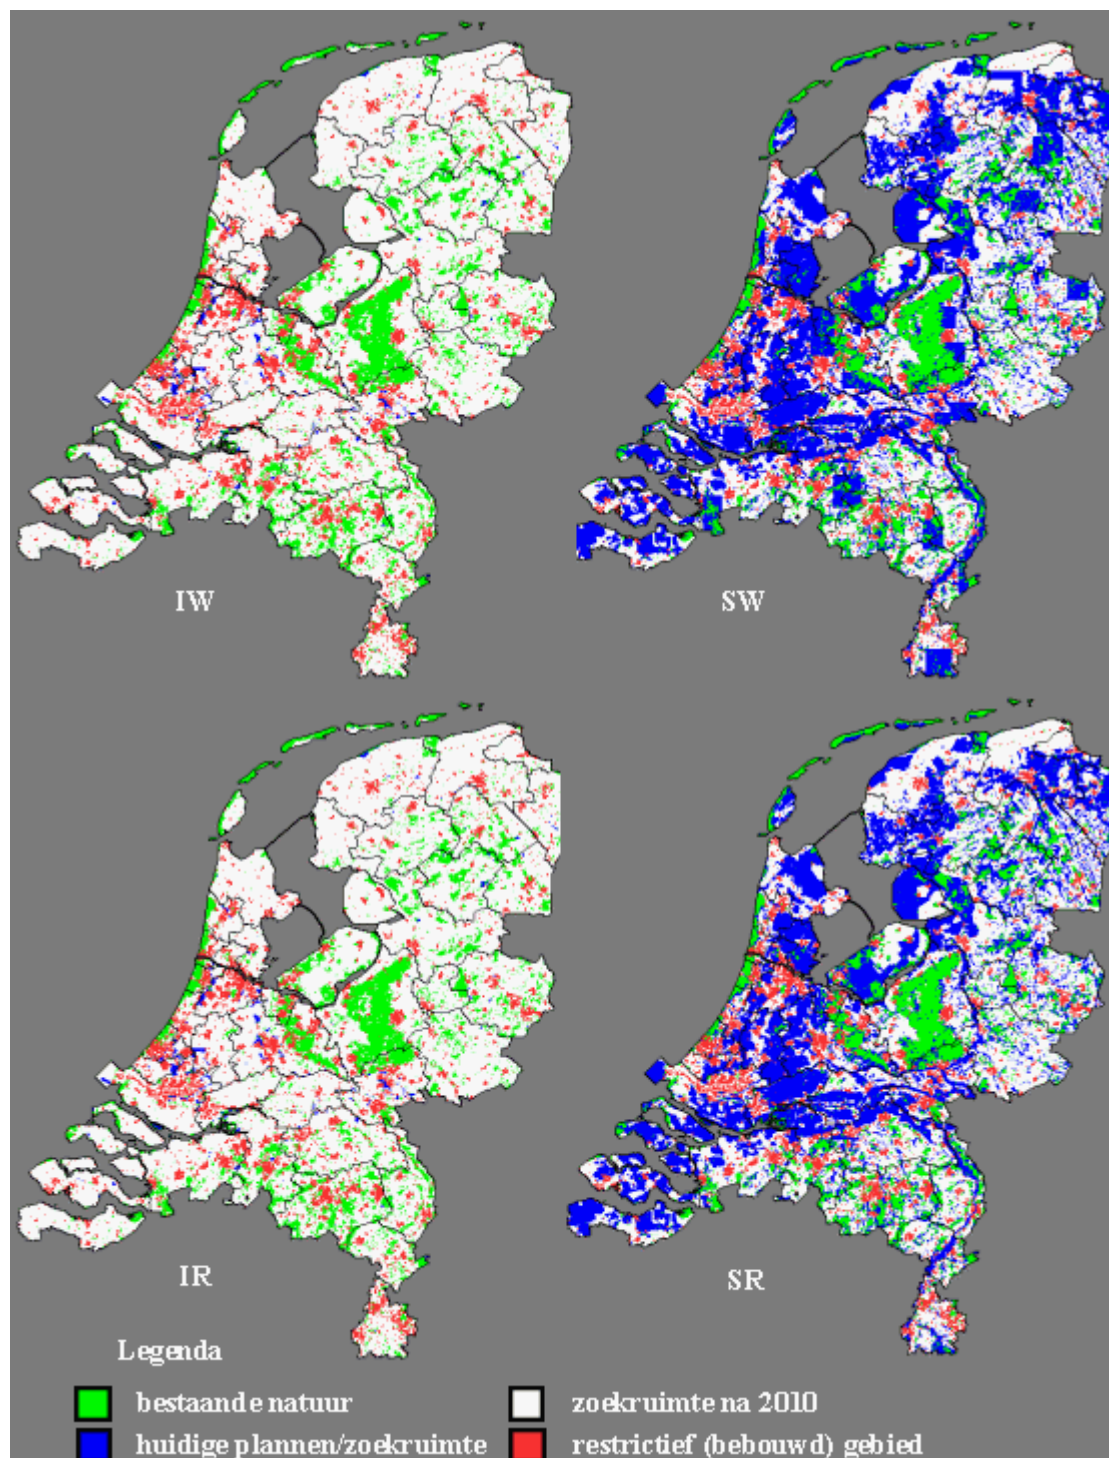 IW
SW
IR
SR
Legenda
bestaande natuur
zoekruimte na 2010
huidige plannen/zoekruimte
restrictief (bebouwd) gebied